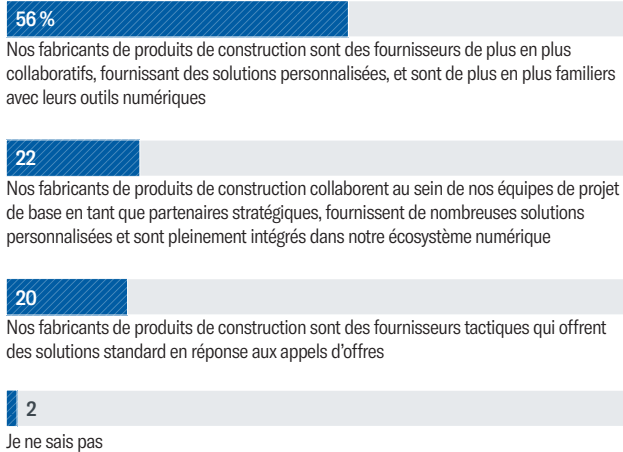 56 %
Nos fabricants de produits de construction sont des fournisseurs de plus en plus
collaboratifs, fournissant des solutions personnalisées, et sont de plus en plus familiers
avec leurs outils numériques
22
Nos fabricants de produits de construction collaborent au sein de nos équipes de projet
de base en tant que partenaires stratégiques, fournissent de nombreuses solutions
personnalisées et sont pleinement intégrés dans notre écosystème numérique
20
Nos fabricants de produits de construction sont des fournisseurs tactiques qui offrent
des solutions standard en réponse aux appels d’offres
2
Je ne sais pas